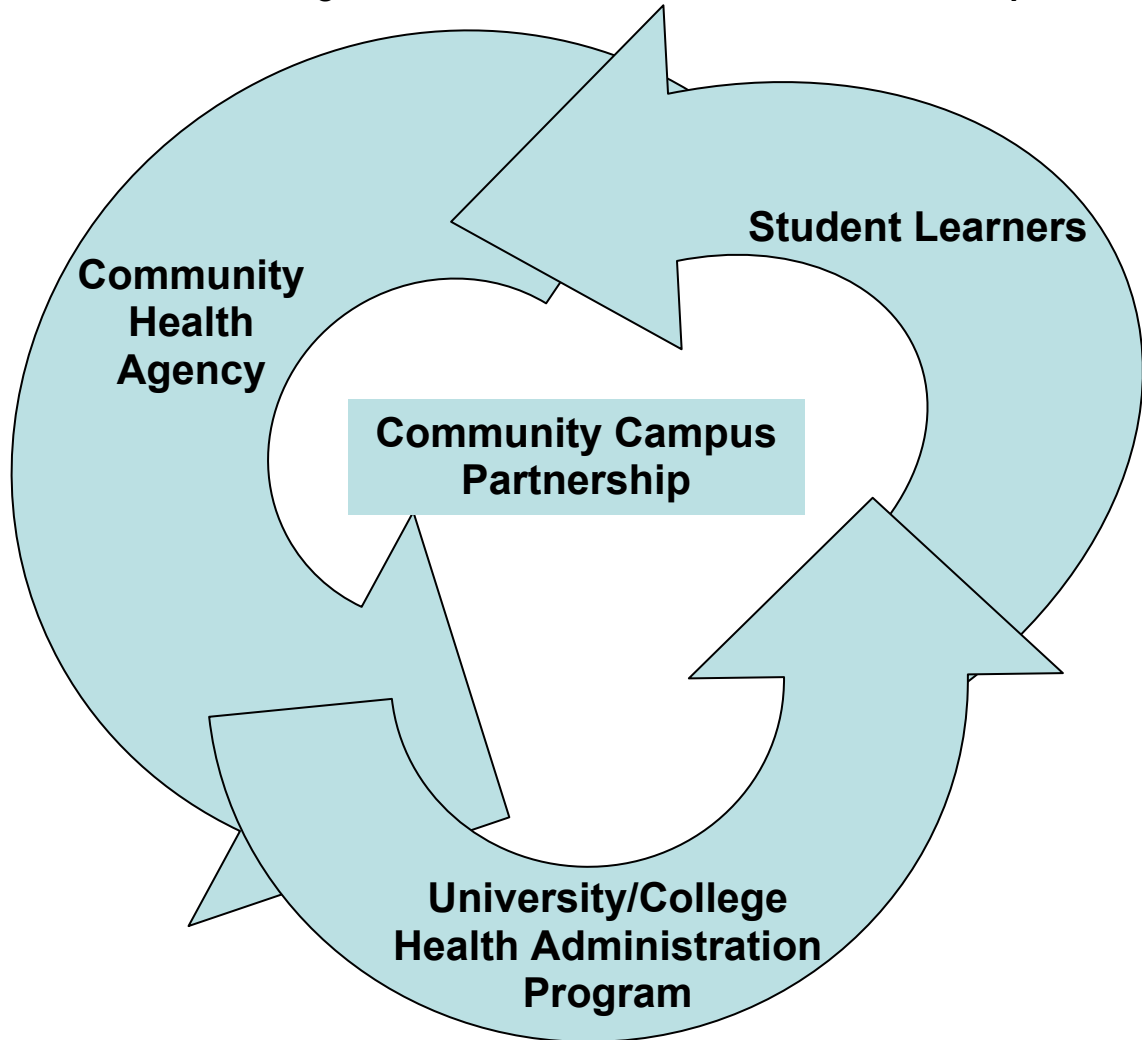 Student Learners
Community
Health
Agency
Community Campus
Partnership
University/College
Health Administration
Program